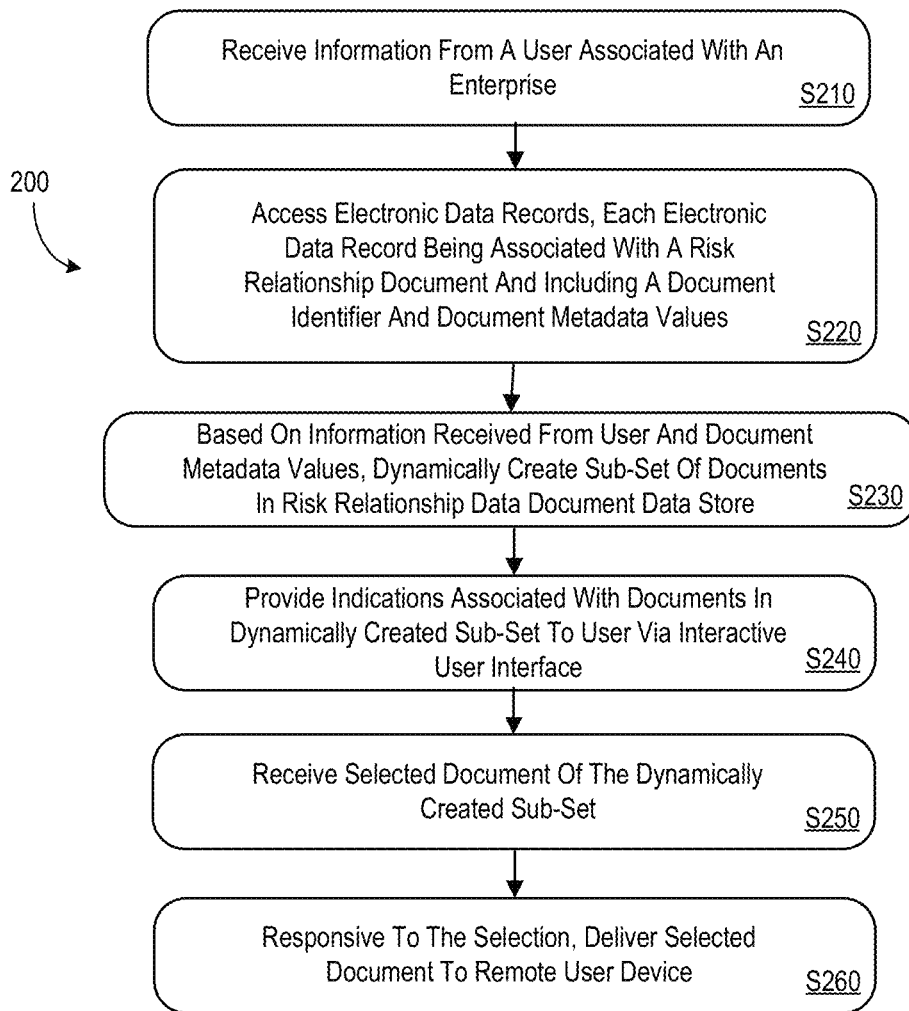 Receive Information From A User Associated With An
Enterprise
S210
200
Access Electronic Data Records, Each Electronic
Data Record Being Associated With A Risk
Relationship Document And Including A Document
Identifier And Document Metadata Values
S220
Based On Information Received From User And Document
Metadata Values, Dynamically Create Sub-Set Of Documents
In Risk Relationship Data Document Data Store
S230
Provide Indications Associated With Documents In
Dynamically Created Sub-Set To User Via Interactive
User Interface
S240
Receive Selected Document Of The Dynamically
Created Sub-Set
S250
Responsive To The Selection, Deliver Selected
Document To Remote User Device
S260